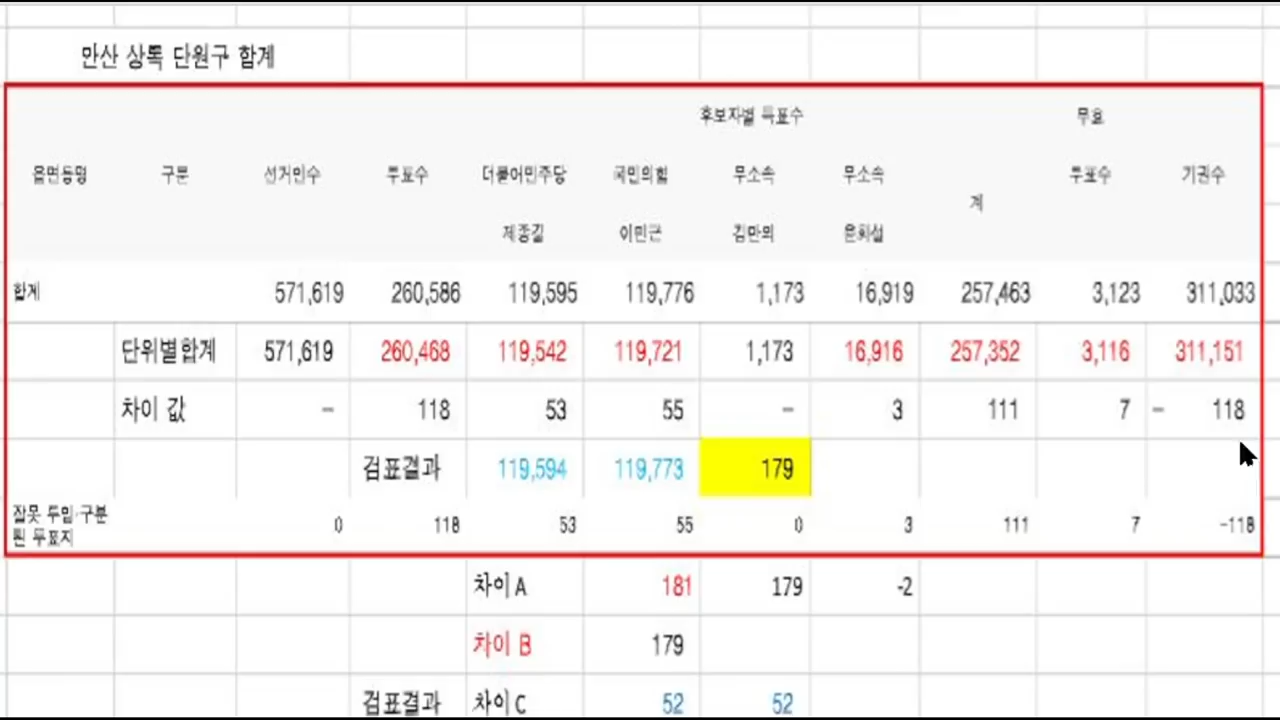 안산 상록 단원구 합계
후보자별 득표수 무효
읍면동명 구분 선거인수 투표수 더불어민주당 국민의힘 무소속 무소속 계 투표수 기권수
제종길 이민근 김만의 윤화섭
합계 571,619 260,586 119,595 119,776 1,173 16,919 257,463 3,123 311,033
단위별합계 571,619 260,468 119,542 119,721 1,173 16,916 257,352 3,116 311,151
차이 값 - 118 53 55 - 3 111 7 - 118
검표결과 119,594 119,773 179
잘못 투입·구분
된 투표지 0 118 53 55 0 3 111 7 -118
차이 A 181 179 -2
차이 B 179
검표결과 차이 C 52 52